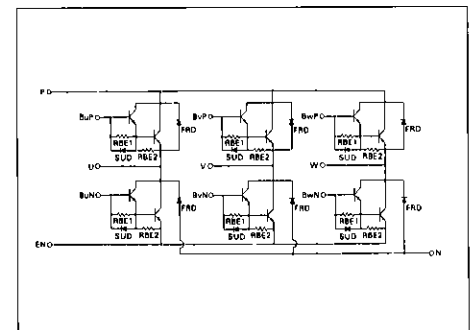 P
BuP BvP BwP
FRD FRD FRD
RBE1 RBE1 RBE1
SUD RBE2 SUD RBE2 SUD RBE2
U V W
BuN BvN BwN
FRD FRD FRD
RBE1 RBE1 RBE1
SUD RBE2 SUD RBE2 SUD RBE2
EN N